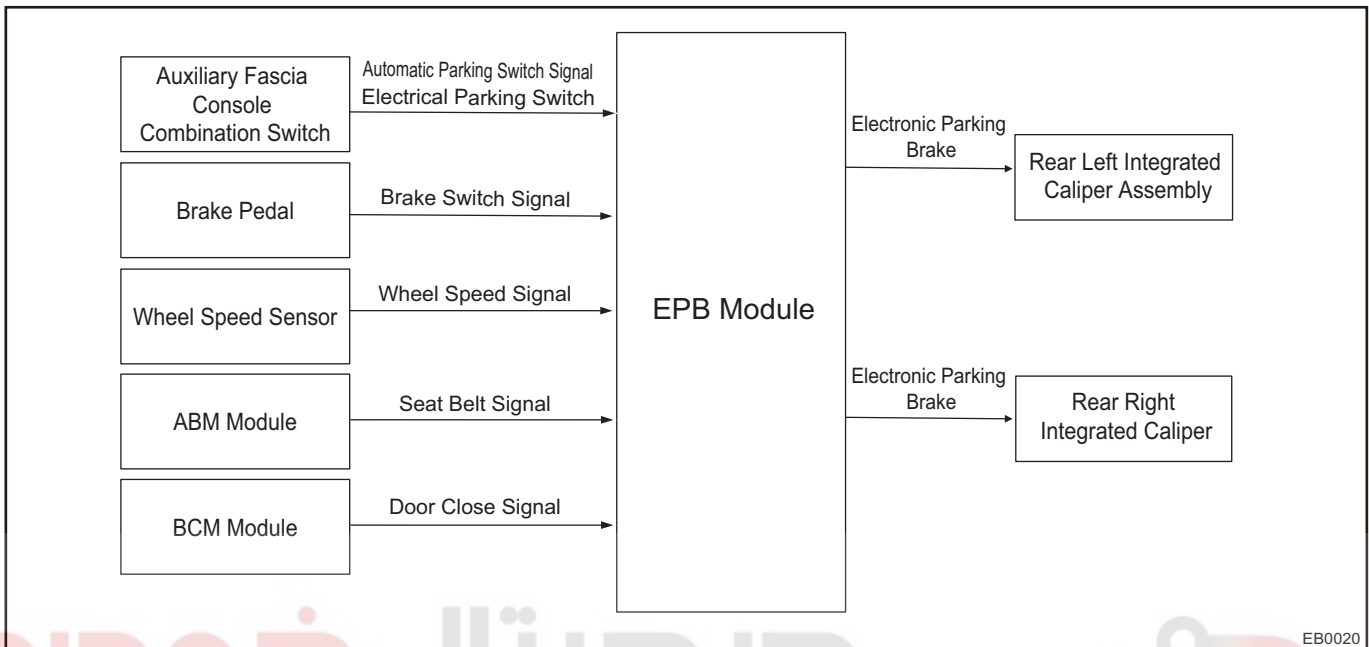 Auxiliary Fascia
Console
Combination Switch
Automatic Parking Switch Signal
Electrical Parking Switch
Brake Pedal
Brake Switch Signal
Wheel Speed Sensor
Wheel Speed Signal
ABM Module
Seat Belt Signal
BCM Module
Door Close Signal
EPB Module
Electronic Parking
Brake
Rear Left Integrated
Caliper Assembly
Electronic Parking
Brake
Rear Right
Integrated Caliper
EB0020